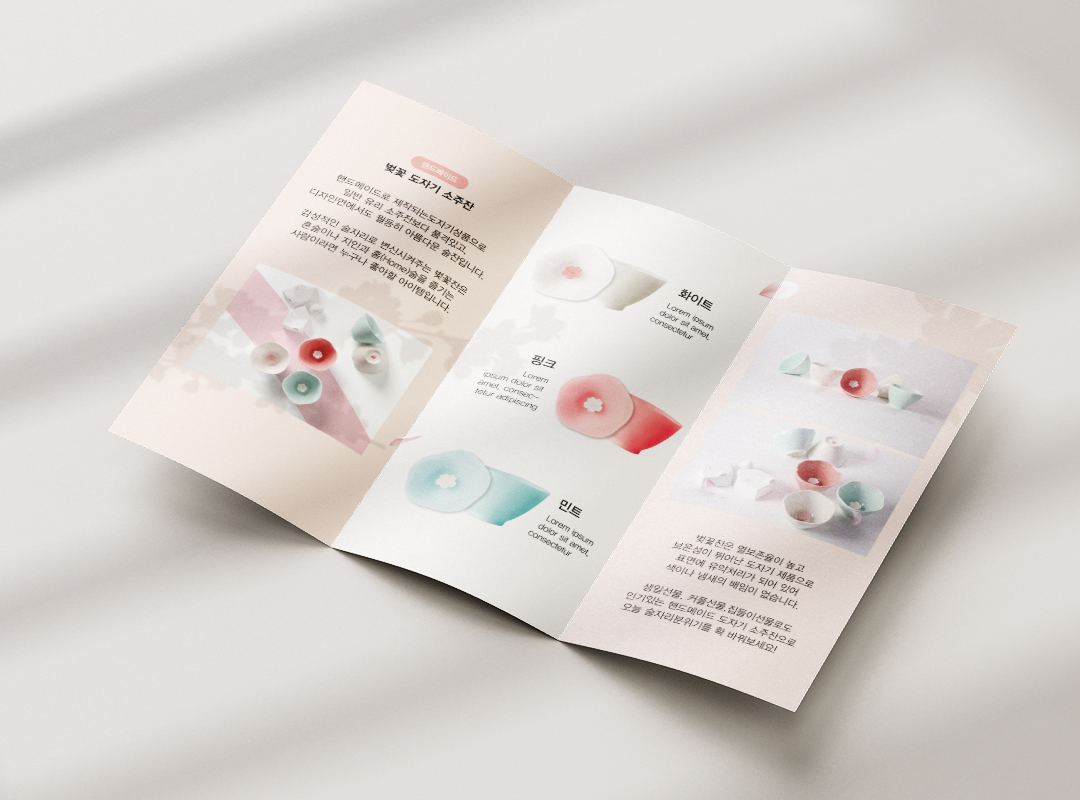 핸드메이드
벚꽃 도자기 소주잔
핸드메이드로 제작되는도자기상품으로
일반 유리 소주잔보다 품격있고,
디자인면에서도 월등히 아름다운 술잔입니다.
감성적인 술자리로 변신시켜주는 벚꽃잔은
혼술이나 지인과 홈(Home)술을 즐기는
사람이라면 누구나 좋아할 아이템입니다.
화이트
Lorem ipsum
dolor sit amet,
consectetur
핑크
Lorem
ipsum dolor sit
amet, consec-
tetur adipiscing
민트
Lorem ipsum
dolor sit amet,
consectetur
벚꽃잔은 열보존율이 높고
보온성이 뛰어난 도자기 제품으로
표면에 유약처리가 되어 있어
색이나 냄새의 배임이 없습니다.
생일선물, 커플선물,집들이선물로도
인기있는 핸드메이드 도자기 소주잔으로
오늘 술자리분위기를 확 바꿔보세요!